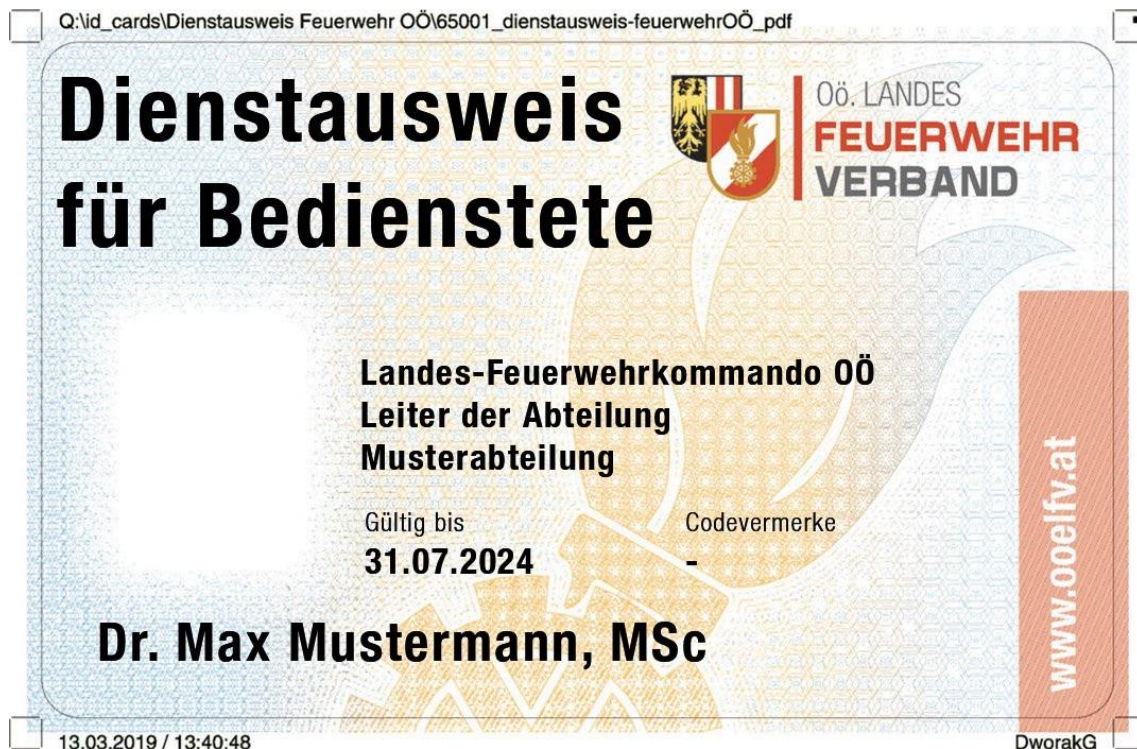 Q:\id_cards\Dienstausweis Feuerwehr OÖ\65001_dienstausweis-feuerwehrOÖ_pdf
Dienstausweis
für Bedienstete
Oö. LANDES
FEUERWEHR
VERBAND
Landes-Feuerwehrkommando OÖ
Leiter der Abteilung
Musterabteilung
Gültig bis
31.07.2024
Codevermerke
-
Dr. Max Mustermann, MSc
www.ooelfv.at
13.03.2019 / 13:40:48
DworakG